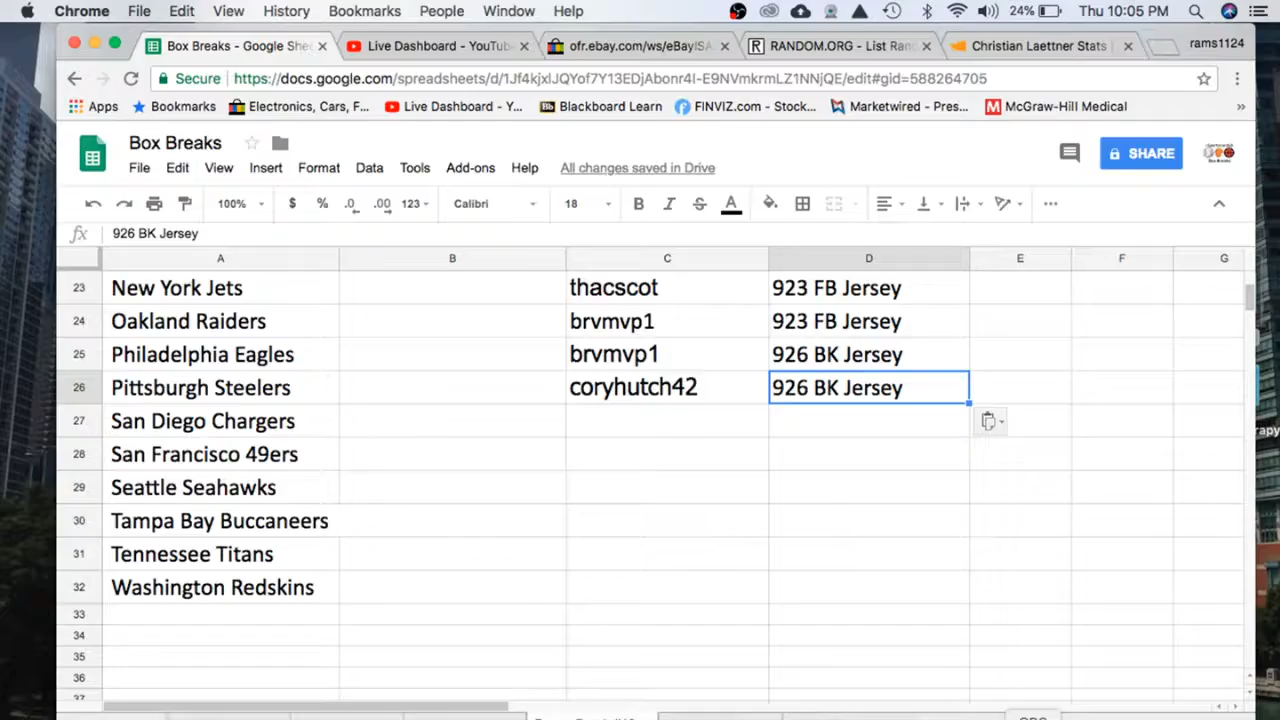 Chrome File Edit View History Bookmarks People Window Help 24% Thu 10:05 PM
Box Breaks - Google She Live Dashboard - YouTub ofr.ebay.com/ws/eBayISA RANDOM.ORG - List Ran Christian Laettner Stats rams1124
Secure https://docs.google.com/spreadsheets/d/1Jf4kjxlJQYof7Y13EDjAbonr4I-E9NVmkrmLZ1NNjQE/edit#gid=588264705
Apps Bookmarks Electronics, Cars, F... Live Dashboard - Y... Blackboard Learn FINVIZ.com - Stock... Marketwired - Pres... McGraw-Hill Medical »
Box Breaks
File Edit View Insert Format Data Tools Add-ons Help All changes saved in Drive
SHARE
100% $ % .0 .00 123 Calibri 18 B I S A
fx 926 BK Jersey
A B C D E F G
23 New York Jets thacscot 923 FB Jersey
24 Oakland Raiders brvmvp1 923 FB Jersey
25 Philadelphia Eagles brvmvp1 926 BK Jersey
26 Pittsburgh Steelers coryhutch42 926 BK Jersey
27 San Diego Chargers
28 San Francisco 49ers
29 Seattle Seahawks
30 Tampa Bay Buccaneers
31 Tennessee Titans
32 Washington Redskins
33
34
35
36
37